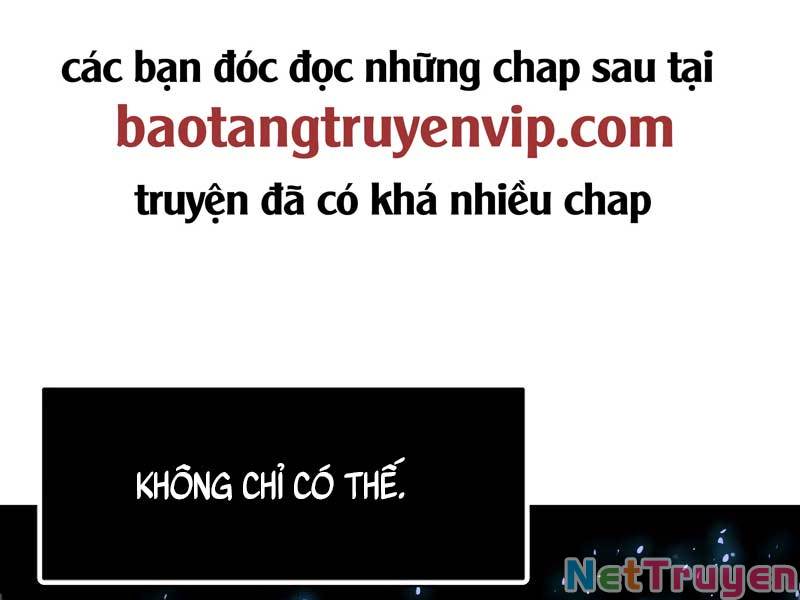 các bạn đóc đọc những chap sau tại
baotangtruyenvip.com
truyện đã có khá nhiều chap
KHÔNG CHỈ CÓ THẾ.
NetTruyen